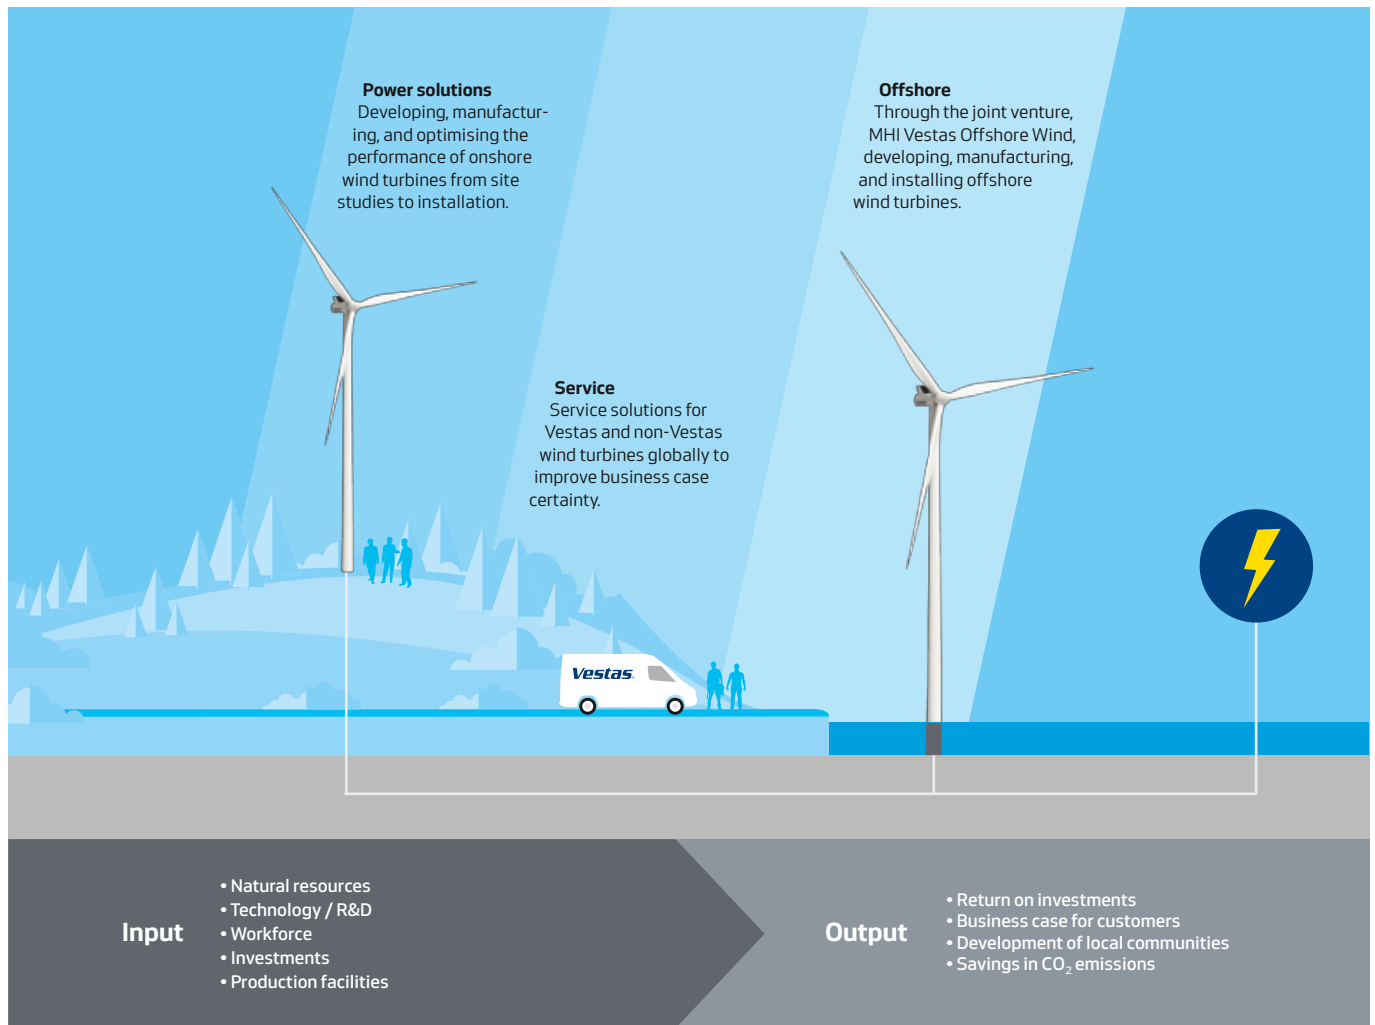 Power solutions
Developing, manufactur-
ing, and optimising the
performance of onshore
wind turbines from site
studies to installation.
Offshore
Through the joint venture,
MHI Vestas Offshore Wind,
developing, manufacturing,
and installing offshore
wind turbines.
Service
Service solutions for
Vestas and non-Vestas
wind turbines globally to
improve business case
certainty.
Vestas
Input
• Natural resources
• Technology / R&D
• Workforce
• Investments
• Production facilities
Output
• Return on investments
• Business case for customers
• Development of local communities
• Savings in CO₂ emissions